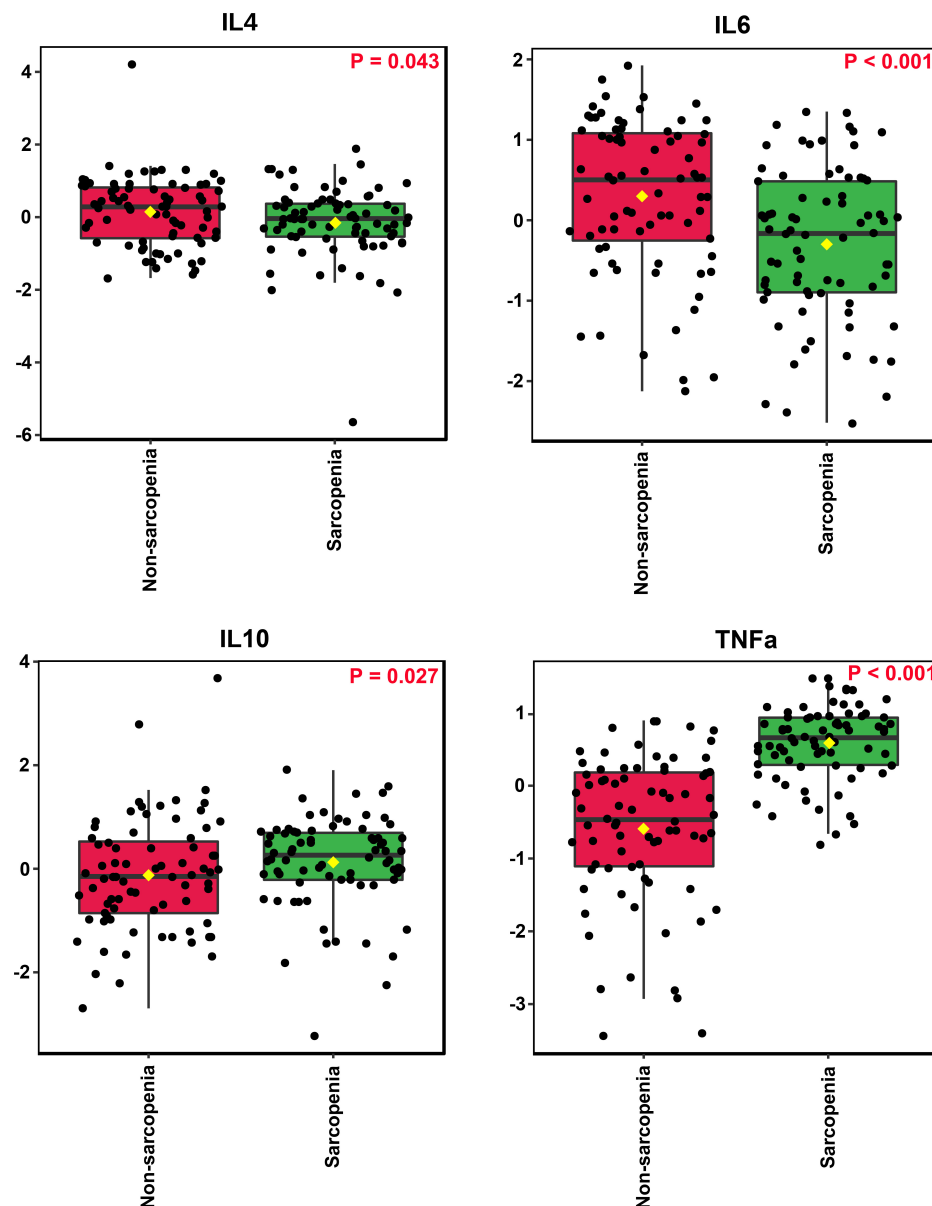 IL4
P = 0.043
4
2
0
-2
-4
-6
Non-sarcopenia
Sarcopenia
IL6
P < 0.001
2
1
0
-1
-2
Non-sarcopenia
Sarcopenia
IL10
P = 0.027
4
2
0
-2
Non-sarcopenia
Sarcopenia
TNFa
P < 0.001
1
0
-1
-2
-3
Non-sarcopenia
Sarcopenia